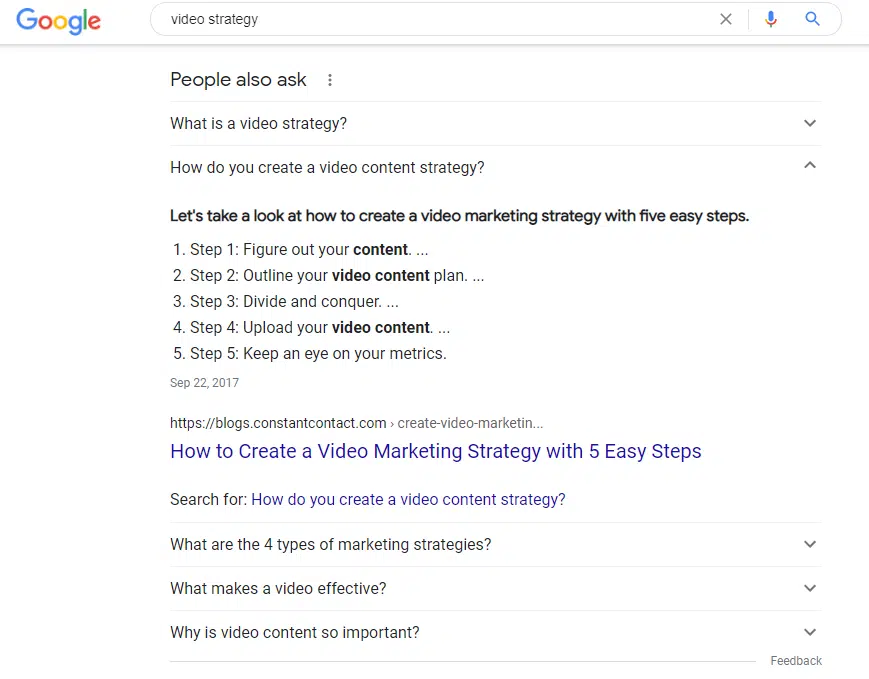 Google
video strategy
People also ask
What is a video strategy?
How do you create a video content strategy?
Let's take a look at how to create a video marketing strategy with five easy steps.
1. Step 1: Figure out your content. ...
2. Step 2: Outline your video content plan. ...
3. Step 3: Divide and conquer. ...
4. Step 4: Upload your video content. ...
5. Step 5: Keep an eye on your metrics.
Sep 22, 2017
https://blogs.constantcontact.com › create-video-marketin...
How to Create a Video Marketing Strategy with 5 Easy Steps
Search for: How do you create a video content strategy?
What are the 4 types of marketing strategies?
What makes a video effective?
Why is video content so important?
Feedback